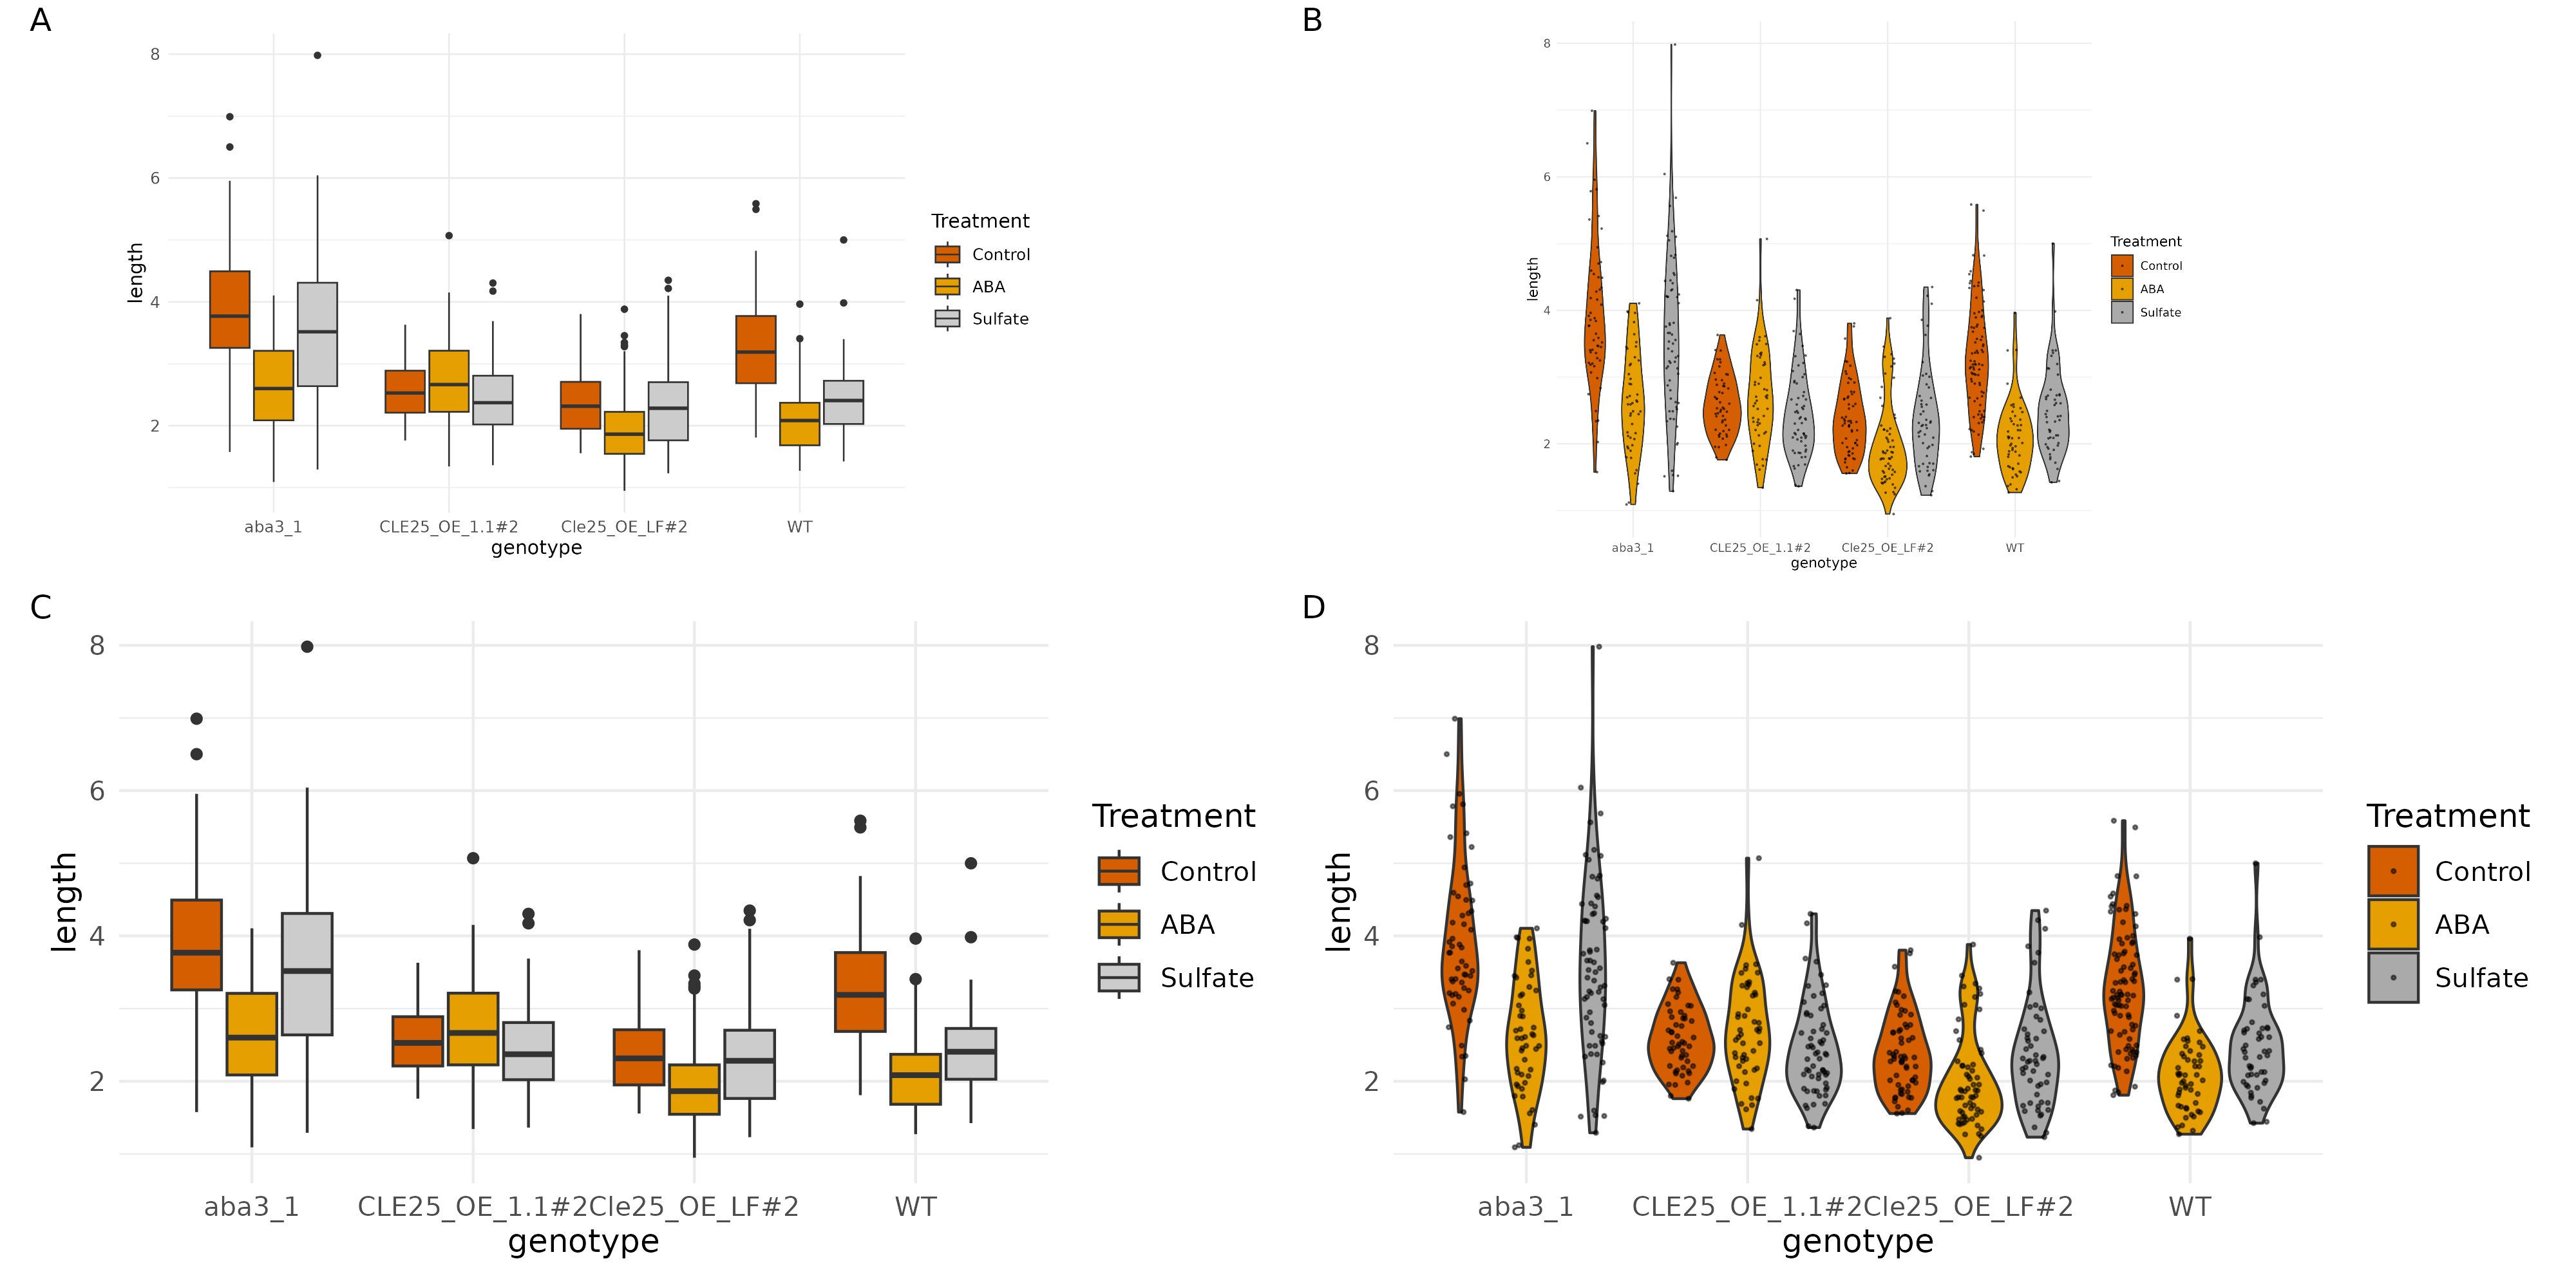 A
8
6
4
2
length
aba3_1 CLE25_OE_1.1#2 Cle25_OE_LF#2 WT
genotype
Treatment
Control
ABA
Sulfate
B
8
6
4
2
length
aba3_1 CLE25_OE_1.1#2 Cle25_OE_LF#2 WT
genotype
Treatment
Control
ABA
Sulfate
C
8
6
4
2
length
aba3_1 CLE25_OE_1.1#2 Cle25_OE_LF#2 WT
genotype
Treatment
Control
ABA
Sulfate
D
8
6
4
2
length
aba3_1 CLE25_OE_1.1#2 Cle25_OE_LF#2 WT
genotype
Treatment
Control
ABA
Sulfate